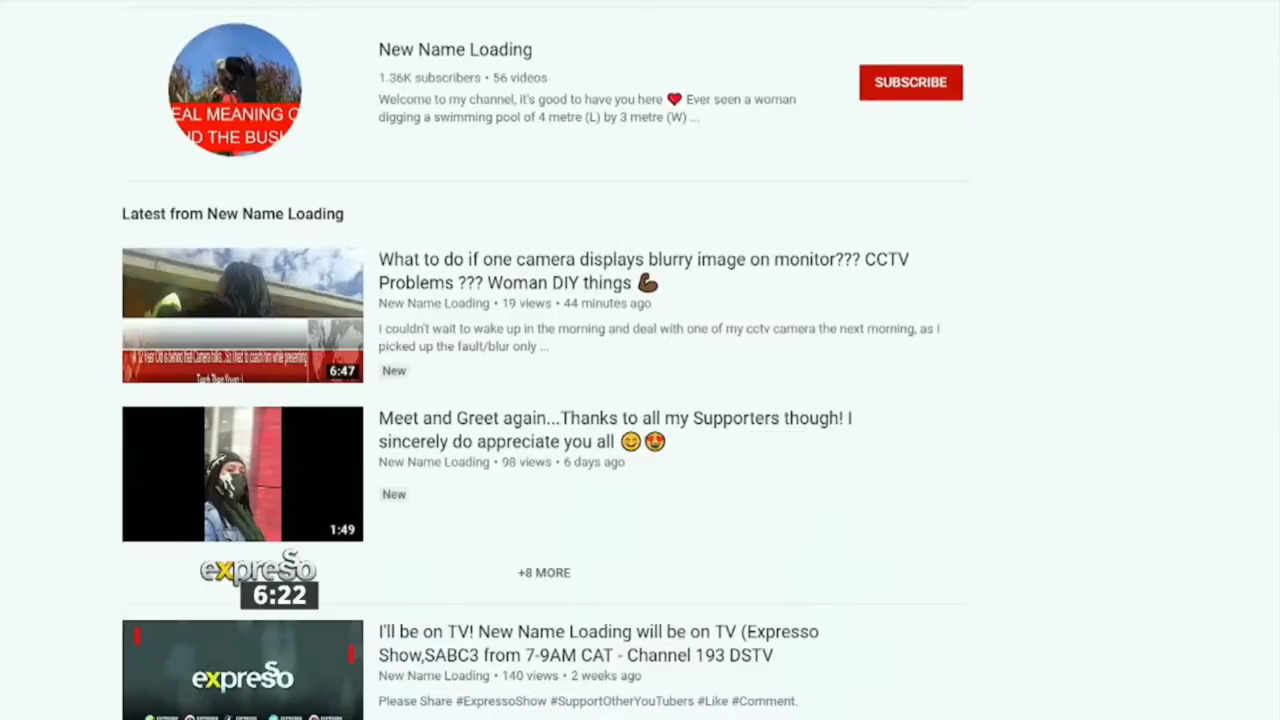 New Name Loading
1.36K subscribers • 56 videos
SUBSCRIBE
Welcome to my channel, it's good to have you here ❤️ Ever seen a woman
digging a swimming pool of 4 metre (L) by 3 metre (W) ...
EAL MEANING O
ND THE BUSI
Latest from New Name Loading
What to do if one camera displays blurry image on monitor??? CCTV
Problems ??? Woman DIY things 💪🏿
New Name Loading • 19 views • 44 minutes ago
I couldn't wait to wake up in the morning and deal with one of my cctv camera the next morning, as I
picked up the fault/blur only ...
New
6:47
Meet and Greet again...Thanks to all my Supporters though! I
sincerely do appreciate you all 😊😍
New Name Loading • 98 views • 6 days ago
New
1:49
expresso
6:22
+8 MORE
I'll be on TV! New Name Loading will be on TV (Expresso
Show,SABC3 from 7-9AM CAT - Channel 193 DSTV
New Name Loading • 140 views • 2 weeks ago
Please Share #ExpressoShow #SupportOtherYouTubers #Like #Comment.
expresso